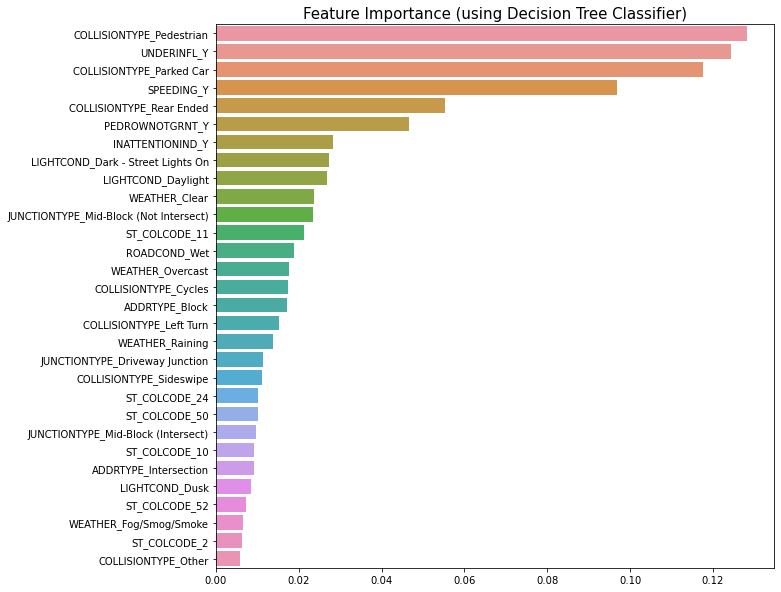 Feature Importance (using Decision Tree Classifier)
COLLISIONTYPE_Pedestrian
UNDERINFL_Y
COLLISIONTYPE_Parked Car
SPEEDING_Y
COLLISIONTYPE_Rear Ended
PEDROWNOTGRNT_Y
INATTENTIONIND_Y
LIGHTCOND_Dark - Street Lights On
LIGHTCOND_Daylight
WEATHER_Clear
JUNCTIONTYPE_Mid-Block (Not Intersect)
ST_COLCODE_11
ROADCOND_Wet
WEATHER_Overcast
COLLISIONTYPE_Cycles
ADDRTYPE_Block
COLLISIONTYPE_Left Turn
WEATHER_Raining
JUNCTIONTYPE_Driveway Junction
COLLISIONTYPE_Sideswipe
ST_COLCODE_24
ST_COLCODE_50
JUNCTIONTYPE_Mid-Block (Intersect)
ST_COLCODE_10
ADDRTYPE_Intersection
LIGHTCOND_Dusk
ST_COLCODE_52
WEATHER_Fog/Smog/Smoke
ST_COLCODE_2
COLLISIONTYPE_Other
0.00 0.02 0.04 0.06 0.08 0.10 0.12